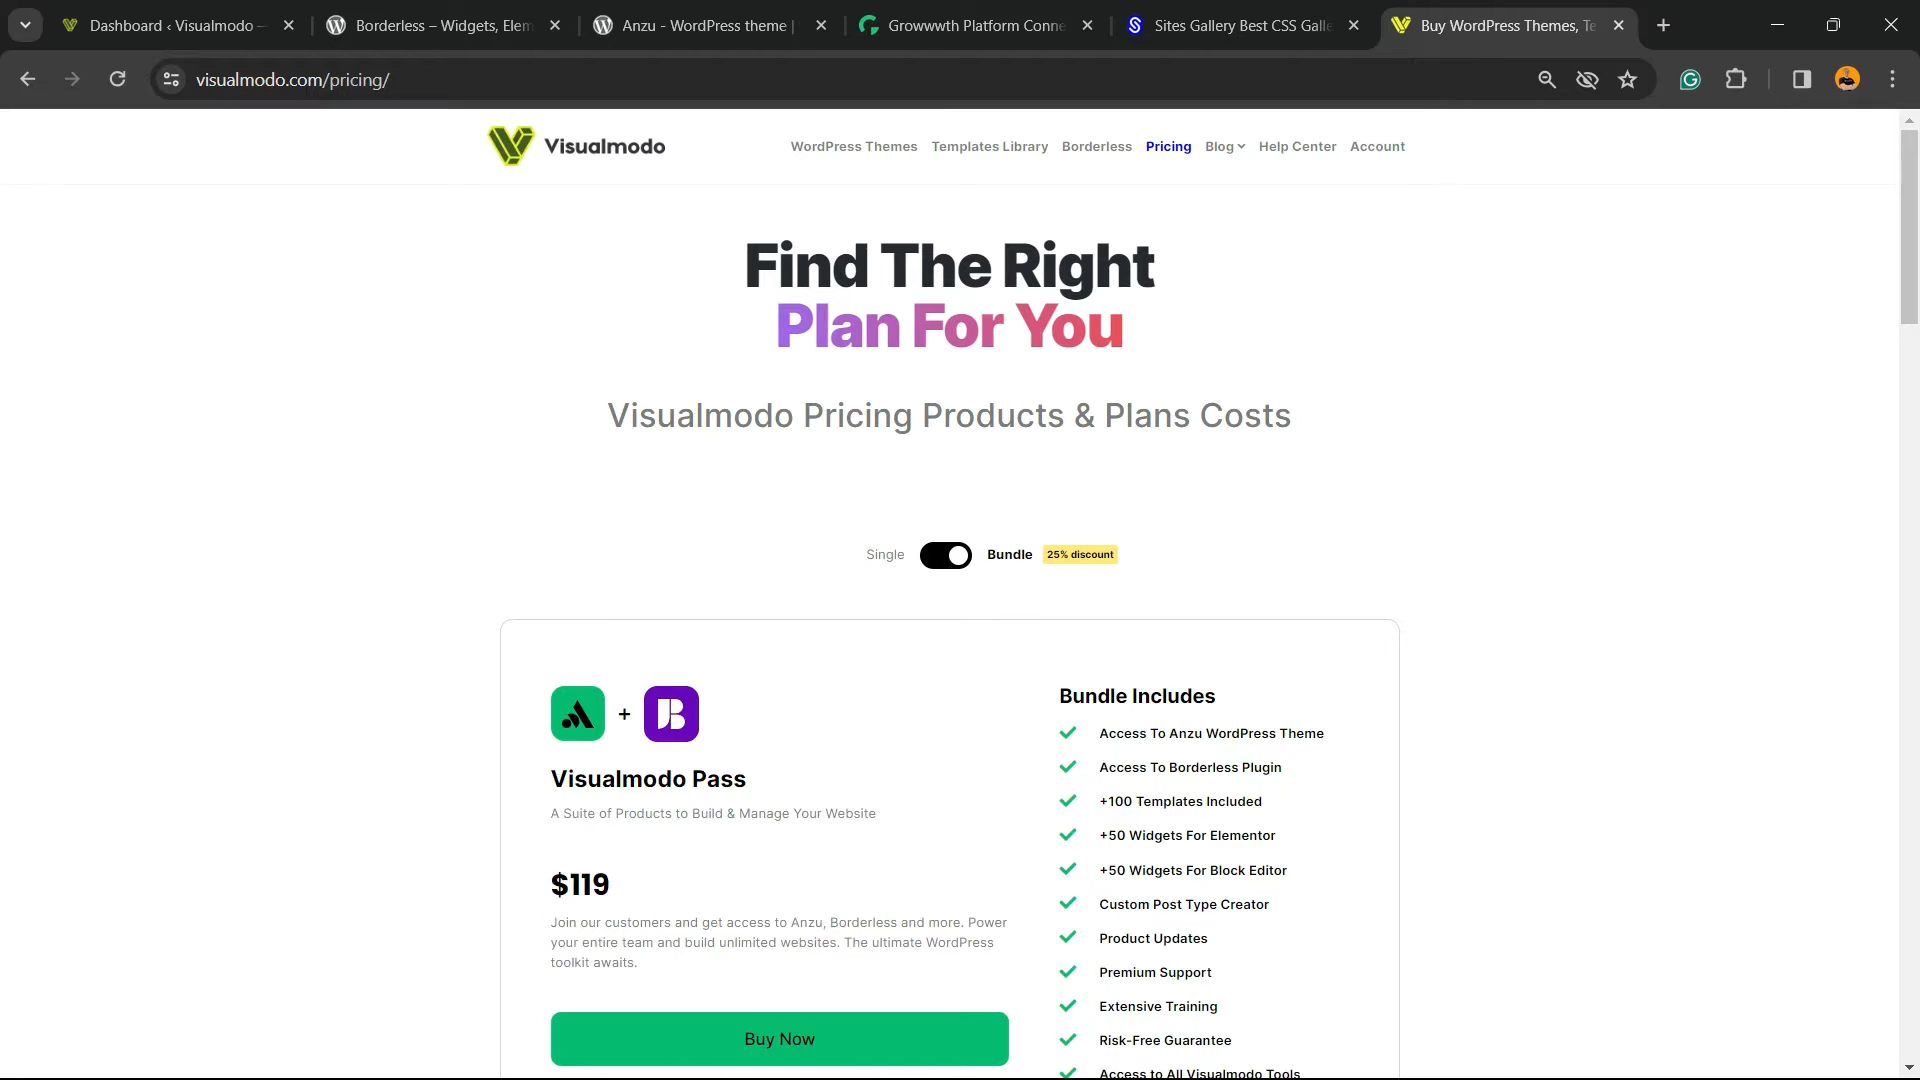 Dashboard ‹ Visualmodo —
Borderless – Widgets, Elem
Anzu - WordPress theme |
Growwwth Platform Conne
Sites Gallery Best CSS Galle
Buy WordPress Themes, Te
visualmodo.com/pricing/
Visualmodo
WordPress Themes
Templates Library
Borderless
Pricing
Blog
Help Center
Account
Find The Right
Plan For You
Visualmodo Pricing Products & Plans Costs
Single
Bundle
25% discount
+
Visualmodo Pass
A Suite of Products to Build & Manage Your Website
$119
Join our customers and get access to Anzu, Borderless and more. Power
your entire team and build unlimited websites. The ultimate WordPress
toolkit awaits.
Buy Now
Bundle Includes
Access To Anzu WordPress Theme
Access To Borderless Plugin
+100 Templates Included
+50 Widgets For Elementor
+50 Widgets For Block Editor
Custom Post Type Creator
Product Updates
Premium Support
Extensive Training
Risk-Free Guarantee
Access to All Visualmodo Tools